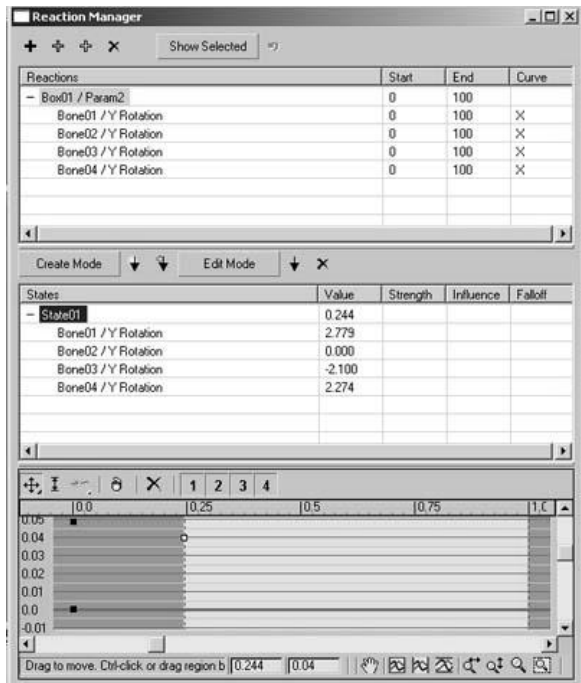 Reaction Manager
Show Selected
Reactions Start End Curve
Box01 / Param2 0 100
Bone01 / Y Rotation 0 100 X
Bone02 / Y Rotation 0 100 X
Bone03 / Y Rotation 0 100 X
Bone04 / Y Rotation 0 100 X
Create Mode Edit Mode
States Value Strength Influence Falloff
State01 0.244
Bone01 / Y Rotation 2.779
Bone02 / Y Rotation 0.000
Bone03 / Y Rotation -2.100
Bone04 / Y Rotation 2.274
1 2 3 4
0.0 0.25 0.5 0.75
0.05
0.04
0.03
0.02
0.01
0.0
-0.01
Drag to move. Ctrl-click or drag region b 0.244 0.04